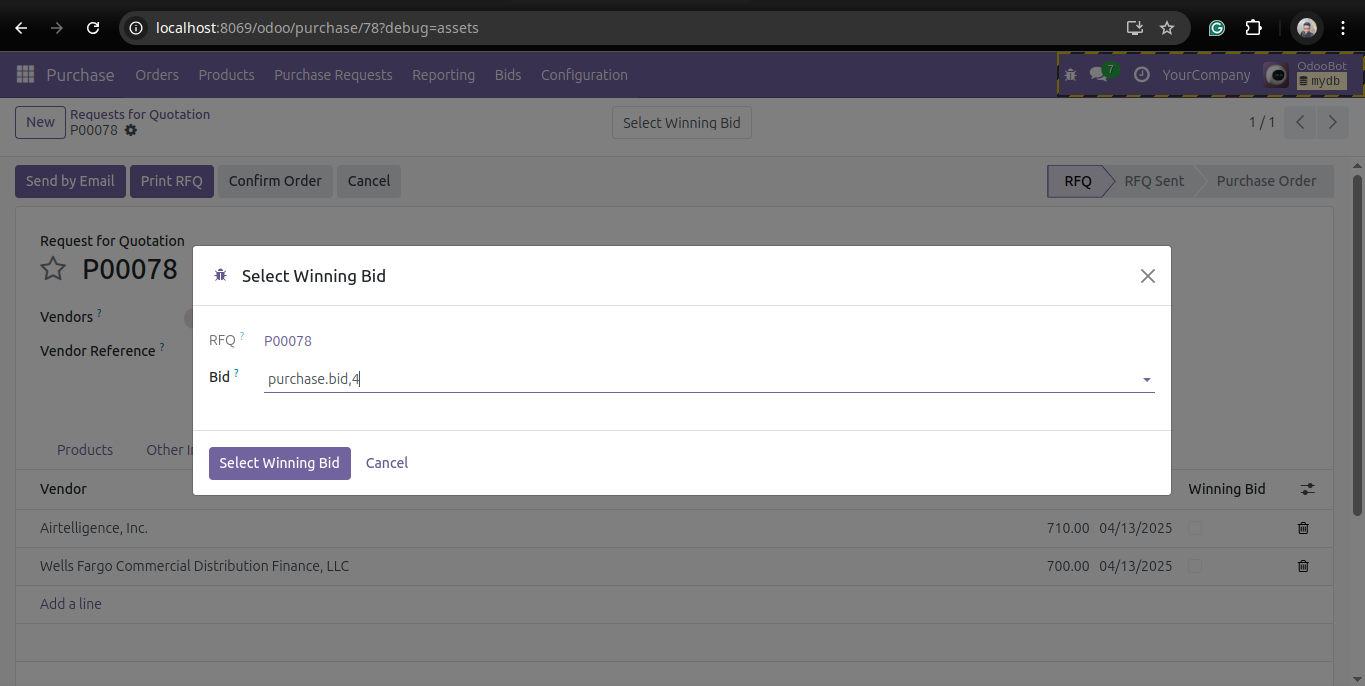 localhost:8069/odoo/purchase/78?debug=assets
Purchase Orders Products Purchase Requests Reporting Bids Configuration 7 YourCompany OdooBot
mydb
New Requests for Quotation
P00078
Select Winning Bid
1 / 1
Send by Email Print RFQ Confirm Order Cancel RFQ RFQ Sent Purchase Order
Request for Quotation
P00078
Vendors ?
Vendor Reference ?
Select Winning Bid
RFQ ? P00078
Bid ? purchase.bid,4
Select Winning Bid Cancel
Products Other In
Vendor Winning Bid
Airtelligence, Inc. 710.00 04/13/2025
Wells Fargo Commercial Distribution Finance, LLC 700.00 04/13/2025
Add a line